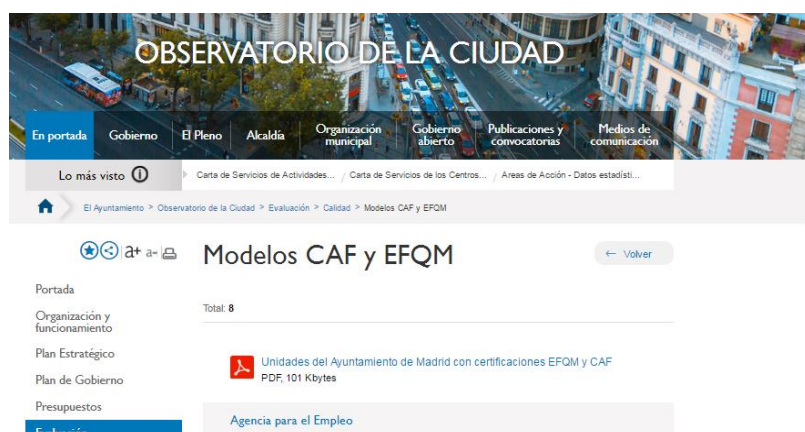 OBSERVATORIO DE LA CIUDAD
En portada Gobierno El Pleno Alcaldía Organización municipal Gobierno abierto Publicaciones y convocatorias Medios de comunicación
Lo más visto Carta de Servicios de Actividades... / Carta de Servicios de los Centros... / Areas de Acción - Datos estadísti...
El Ayuntamiento > Observatorio de la Ciudad > Evaluación > Calidad > Modelos CAF y EFQM
a+ a-
Modelos CAF y EFQM
← Volver
Portada
Organización y
funcionamiento
Plan Estratégico
Plan de Gobierno
Presupuestos
Evaluación
Total: 8
Unidades del Ayuntamiento de Madrid con certificaciones EFQM y CAF
PDF, 101 Kbytes
Agencia para el Empleo